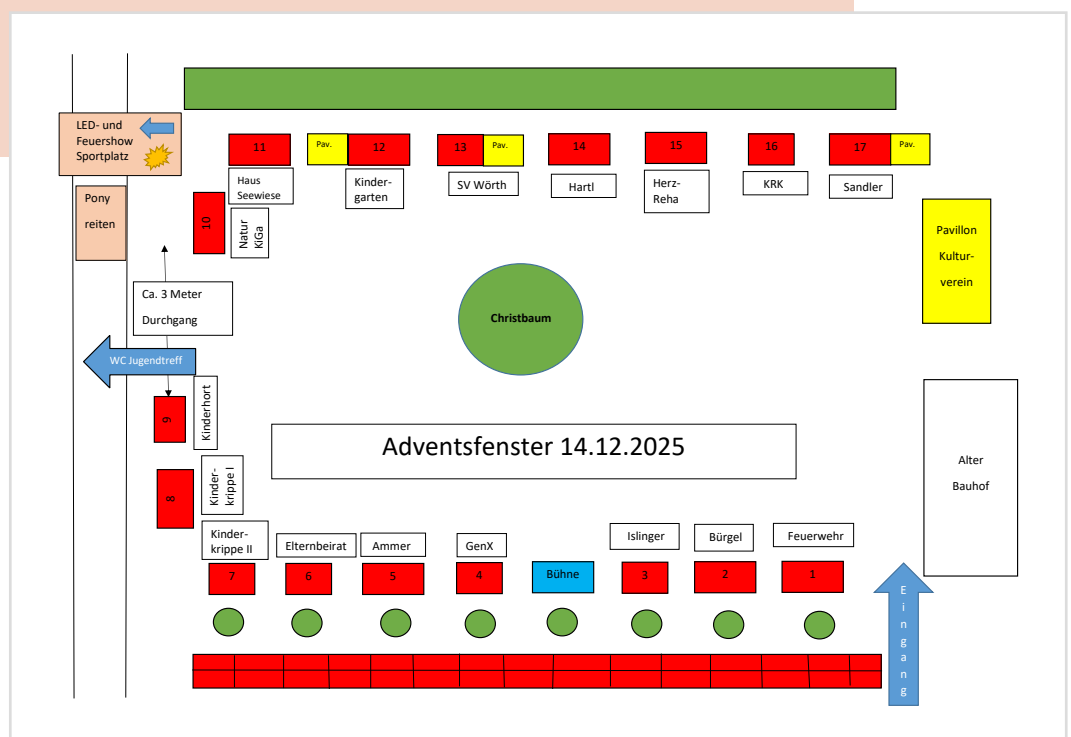 LED- und
Feuershow
Sportplatz
Pony
reiten
11
Pav.
12
13
Pav.
14
15
16
17
Pav.
Haus
Seewiese
Kinder-
garten
SV Wörth
Hartl
Herz-
Reha
KRK
Sandler
10
Natur
KiGa
Pavillon
Kultur-
verein
Ca. 3 Meter
Durchgang
Christbaum
WC Jugendtreff
9
Kinderhort
Adventsfenster 14.12.2025
Alter
Bauhof
8
Kinder-
krippe I
Kinder-
krippe II
Elternbeirat
Ammer
GenX
Islinger
Bürgel
Feuerwehr
7
6
5
4
Bühne
3
2
1
Eingang